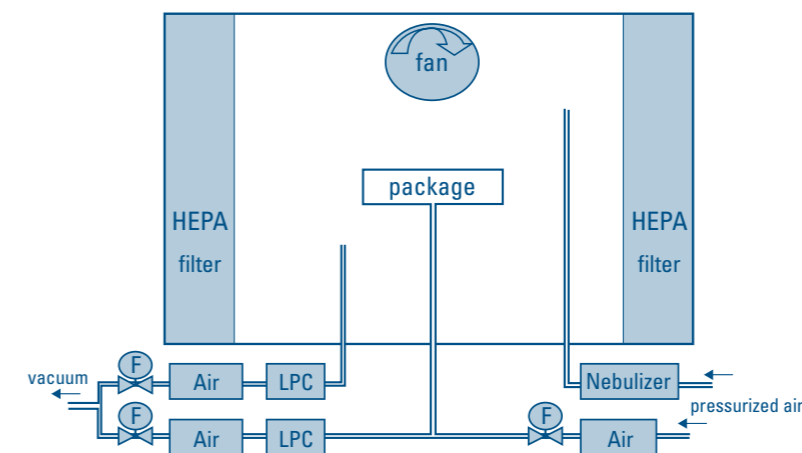 fan
package
HEPA
filter
HEPA
filter
F
vacuum
Air
LPC
Nebulizer
pressurized air
F
Air
LPC
F
Air